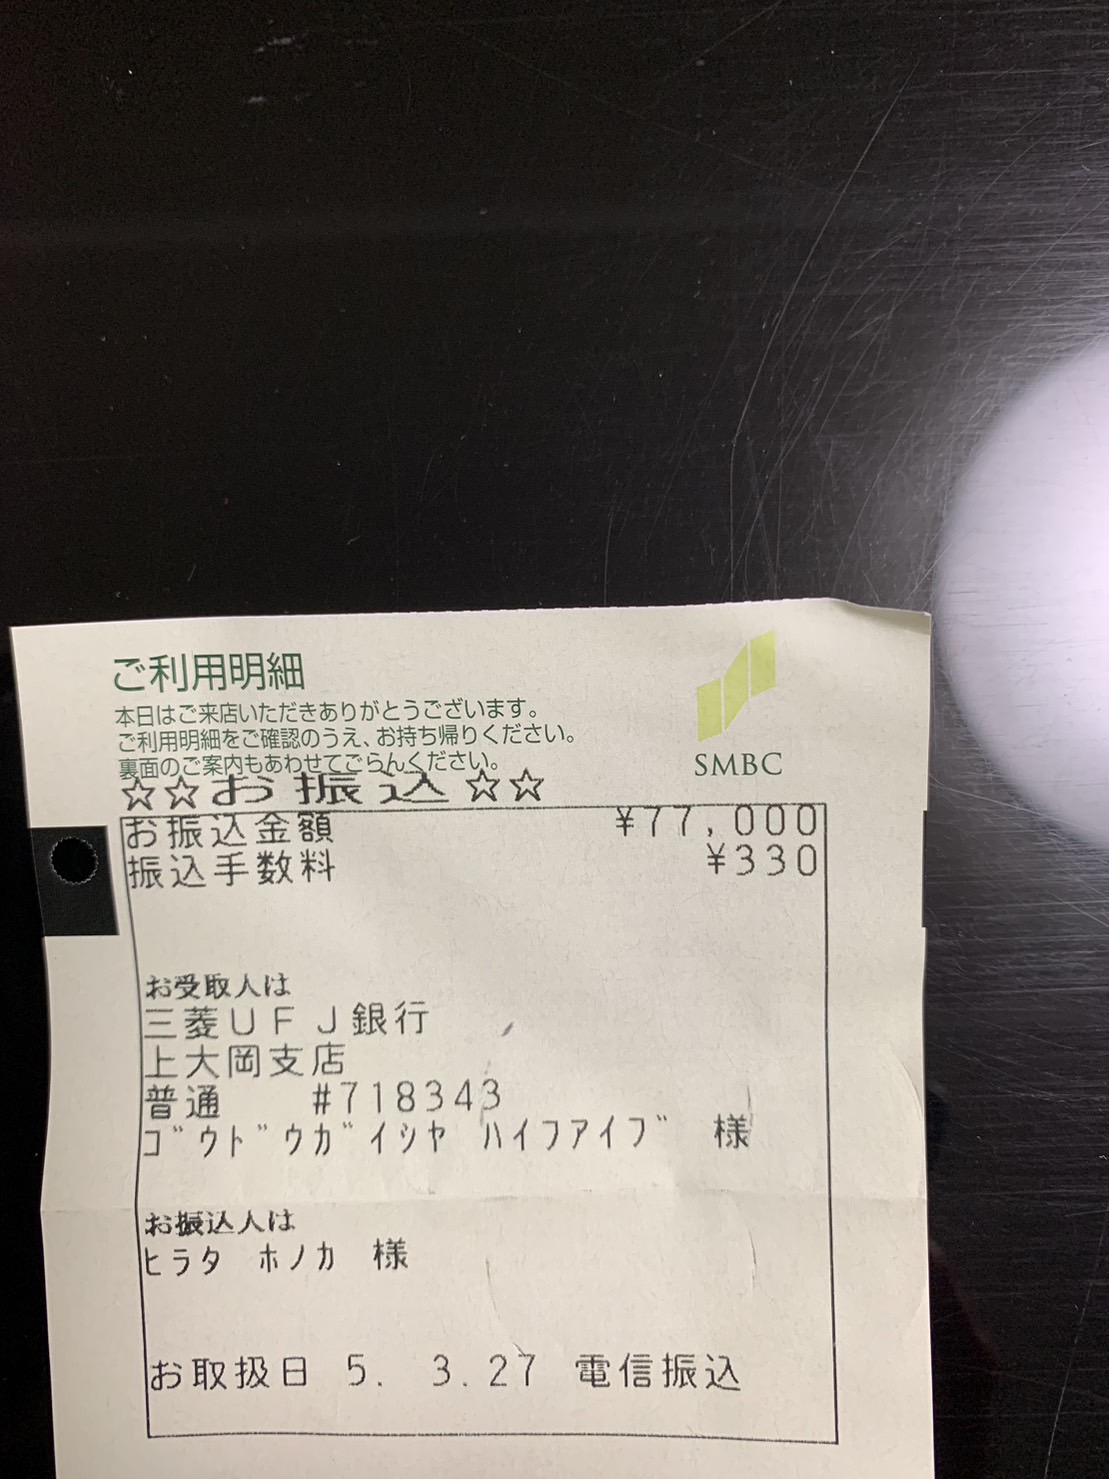 ご利用明細
本日はご来店いただきありがとうございます。
ご利用明細をご確認のうえ、お持ち帰りください。
裏面のご案内もあわせてごらんください。
SMBC
☆☆お振込☆☆
お振込金額 ¥77,000
振込手数料 ¥330
お受取人は
三菱UFJ銀行
上大岡支店
普通 #718343
ゴウドウガイシヤ ハイフアイブ 様
お振込人は
ヒラタ ホノカ 様
お取扱日 5. 3.27 電信振込